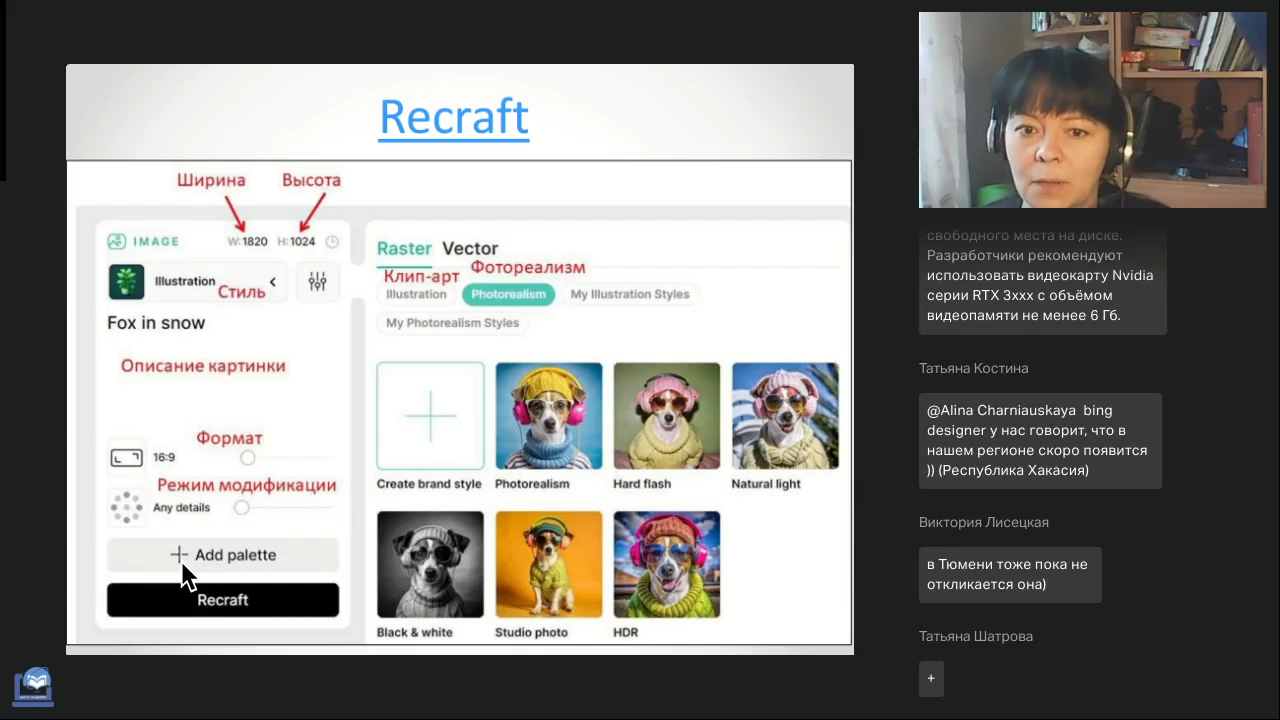 Recraft
Ширина Высота
IMAGE W:1820 H:1024
Illustration
Стиль
Fox in snow
Описание картинки
Формат
16:9
Режим модификации
Any details
Add palette
Recraft
Raster Vector
Клип-арт Фотореализм
Illustration Photorealism My Illustration Styles
My Photorealism Styles
Create brand style Photorealism Hard flash Natural light
Black & white Studio photo HDR
свободного места на диске.
Разработчики рекомендуют
использовать видеокарту Nvidia
серии RTX 3xxx с объёмом
видеопамяти не менее 6 Гб.
Татьяна Костина
@Alina Charniauskaya bing
designer у нас говорит, что в
нашем регионе скоро появится
)) (Республика Хакасия)
Виктория Лисецкая
в Тюмени тоже пока не
откликается она)
Татьяна Шатрова
+